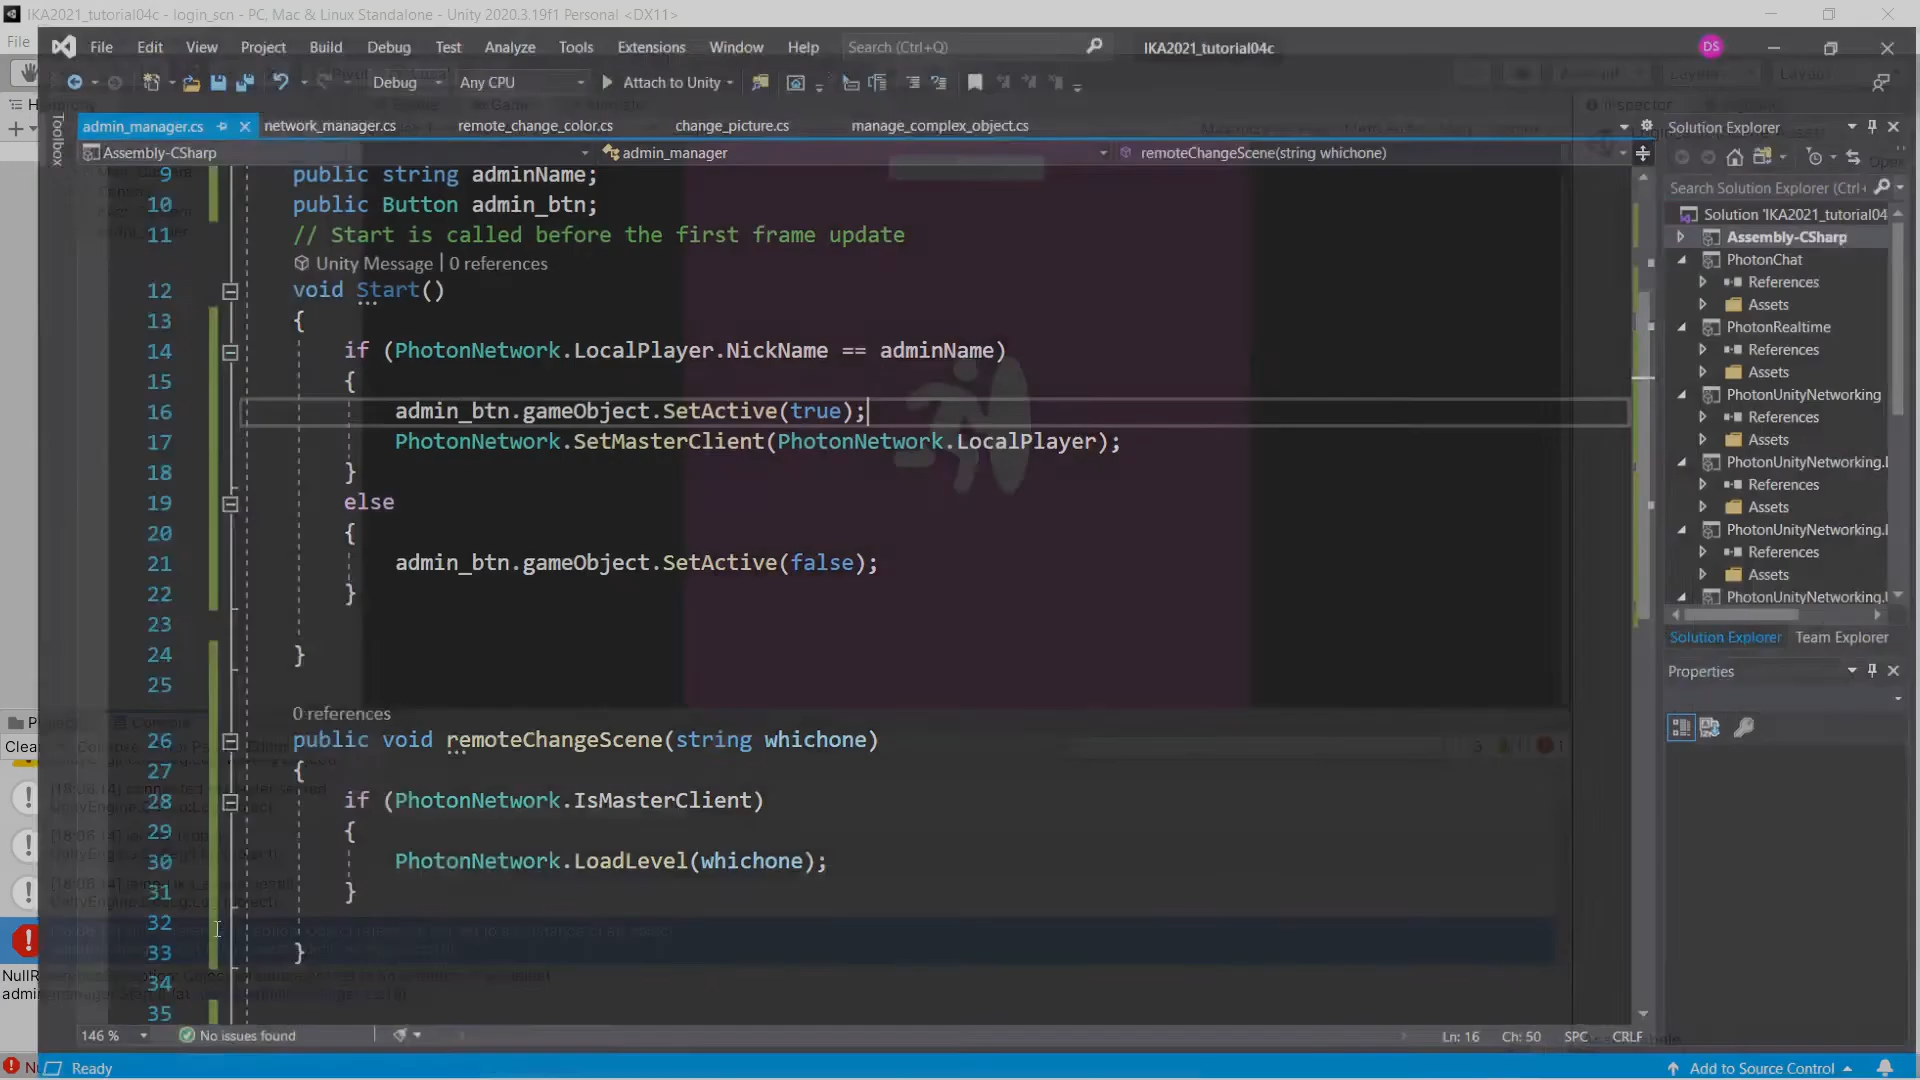 IKA2021_tutorial04c - login_scn - PC, Mac & Linux Standalone - Unity 2020.3.19f1 Personal <DX11>
File
File Edit View Project Build Debug Test Analyze Tools Extensions Window Help Search (Ctrl+Q) IKA2021_tutorial04c DS
Debug Any CPU Attach to Unity
Toolbox
admin_manager.cs network_manager.cs remote_change_color.cs change_picture.cs manage_complex_object.cs
Assembly-CSharp admin_manager remoteChangeScene(string whichone)
9 public string adminName;
10 public Button admin_btn;
11 // Start is called before the first frame update
Unity Message | 0 references
12 void Start()
13 {
14 if (PhotonNetwork.LocalPlayer.NickName == adminName)
15 {
16 admin_btn.gameObject.SetActive(true);
17 PhotonNetwork.SetMasterClient(PhotonNetwork.LocalPlayer);
18 }
19 else
20 {
21 admin_btn.gameObject.SetActive(false);
22 }
23
24 }
25
0 references
26 public void remoteChangeScene(string whichone)
27 {
28 if (PhotonNetwork.IsMasterClient)
29 {
30 PhotonNetwork.LoadLevel(whichone);
31 }
32
33 }
34
35
146 % No issues found Ln: 16 Ch: 50 SPC CRLF
Ready Add to Source Control
Solution Explorer
Search Solution Explorer (Ctrl+
Solution 'IKA2021_tutorial04
Assembly-CSharp
PhotonChat
References
Assets
PhotonRealtime
References
Assets
PhotonUnityNetworking
References
Assets
PhotonUnityNetworking.
References
Assets
PhotonUnityNetworking.
References
Assets
PhotonUnityNetworking.
Solution Explorer Team Explorer
Properties
Inspector
Console
Clea